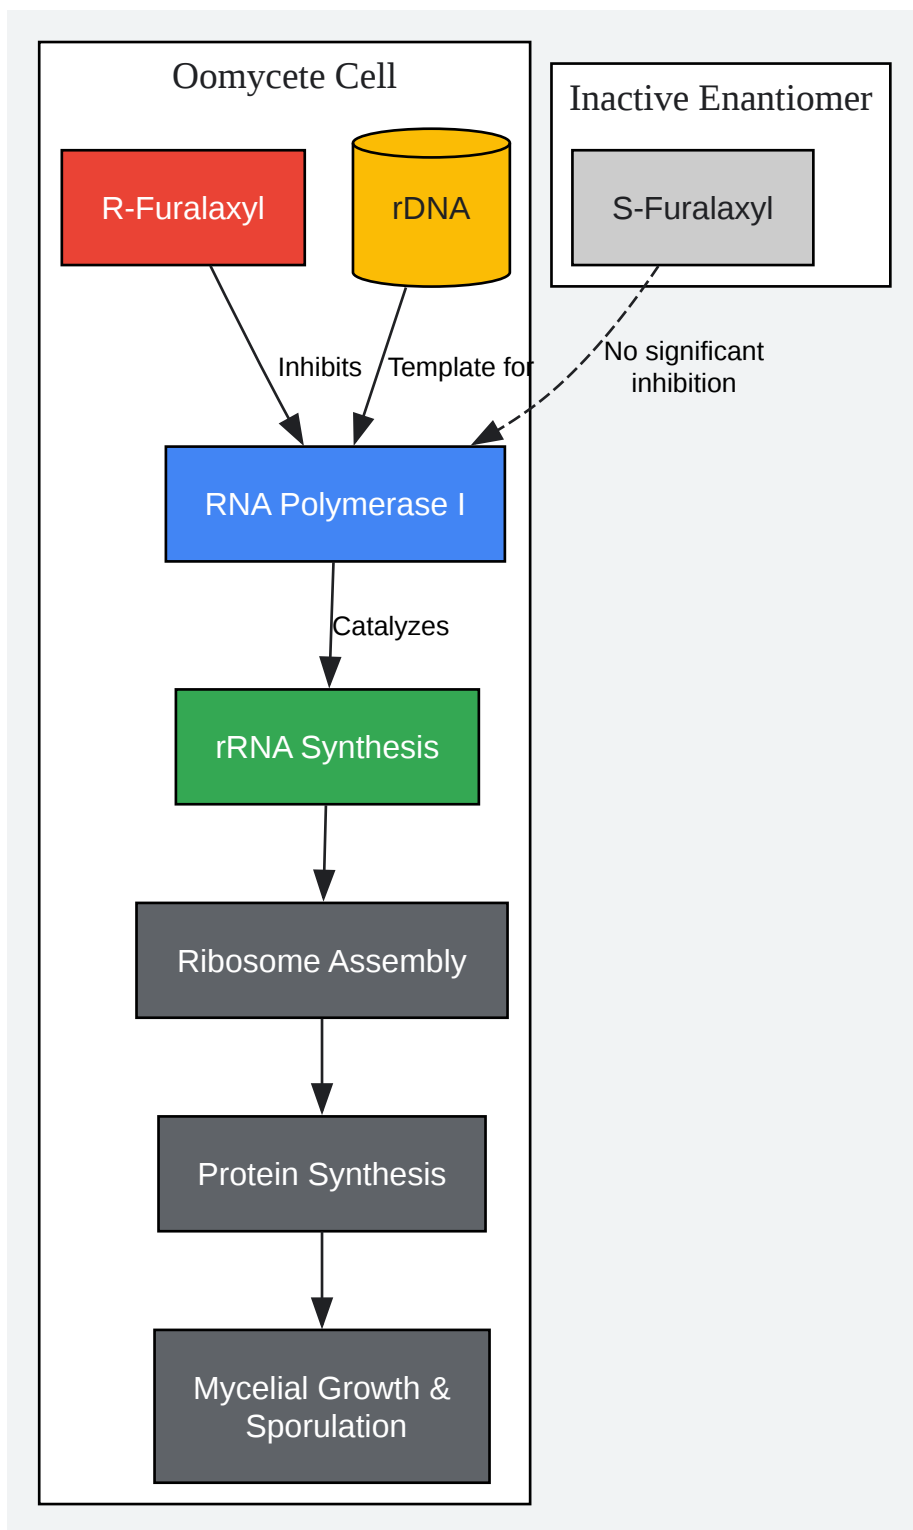 Oomycete Cell
Inactive Enantiomer
R-Furalaxyl
rDNA
S-Furalaxyl
Inhibits
Template for
No significant
inhibition
RNA Polymerase I
Catalyzes
rRNA Synthesis
Ribosome Assembly
Protein Synthesis
Mycelial Growth &
Sporulation